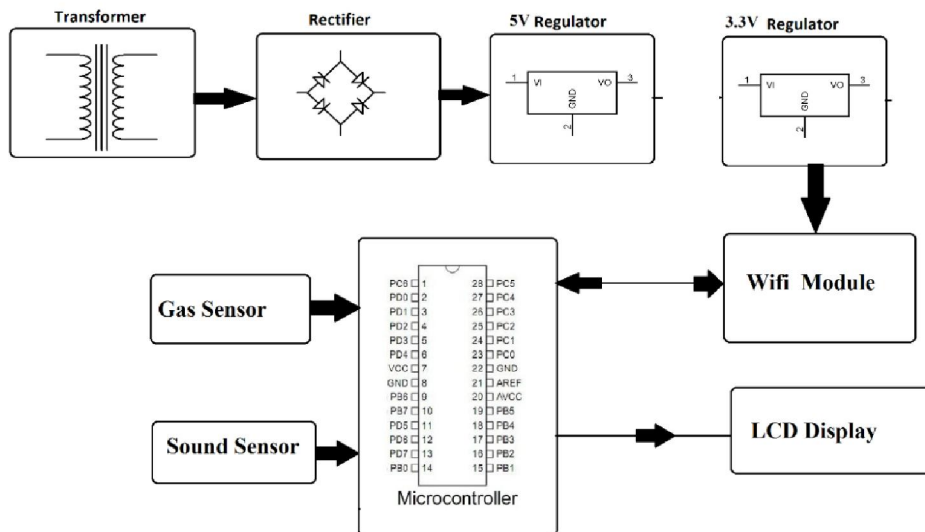 Transformer
Rectifier
5V Regulator
3.3V Regulator
1 VI VO 3
GND
2
1 VI VO 3
GND
2
Gas Sensor
Sound Sensor
PC6 1 28 PC5
PD0 2 27 PC4
PD1 3 26 PC3
PD2 4 25 PC2
PD3 5 24 PC1
PD4 6 23 PC0
VCC 7 22 GND
GND 8 21 AREF
PB6 9 20 AVCC
PB7 10 19 PB5
PD5 11 18 PB4
PD6 12 17 PB3
PD7 13 16 PB2
PB0 14 15 PB1
Microcontroller
Wifi Module
LCD Display